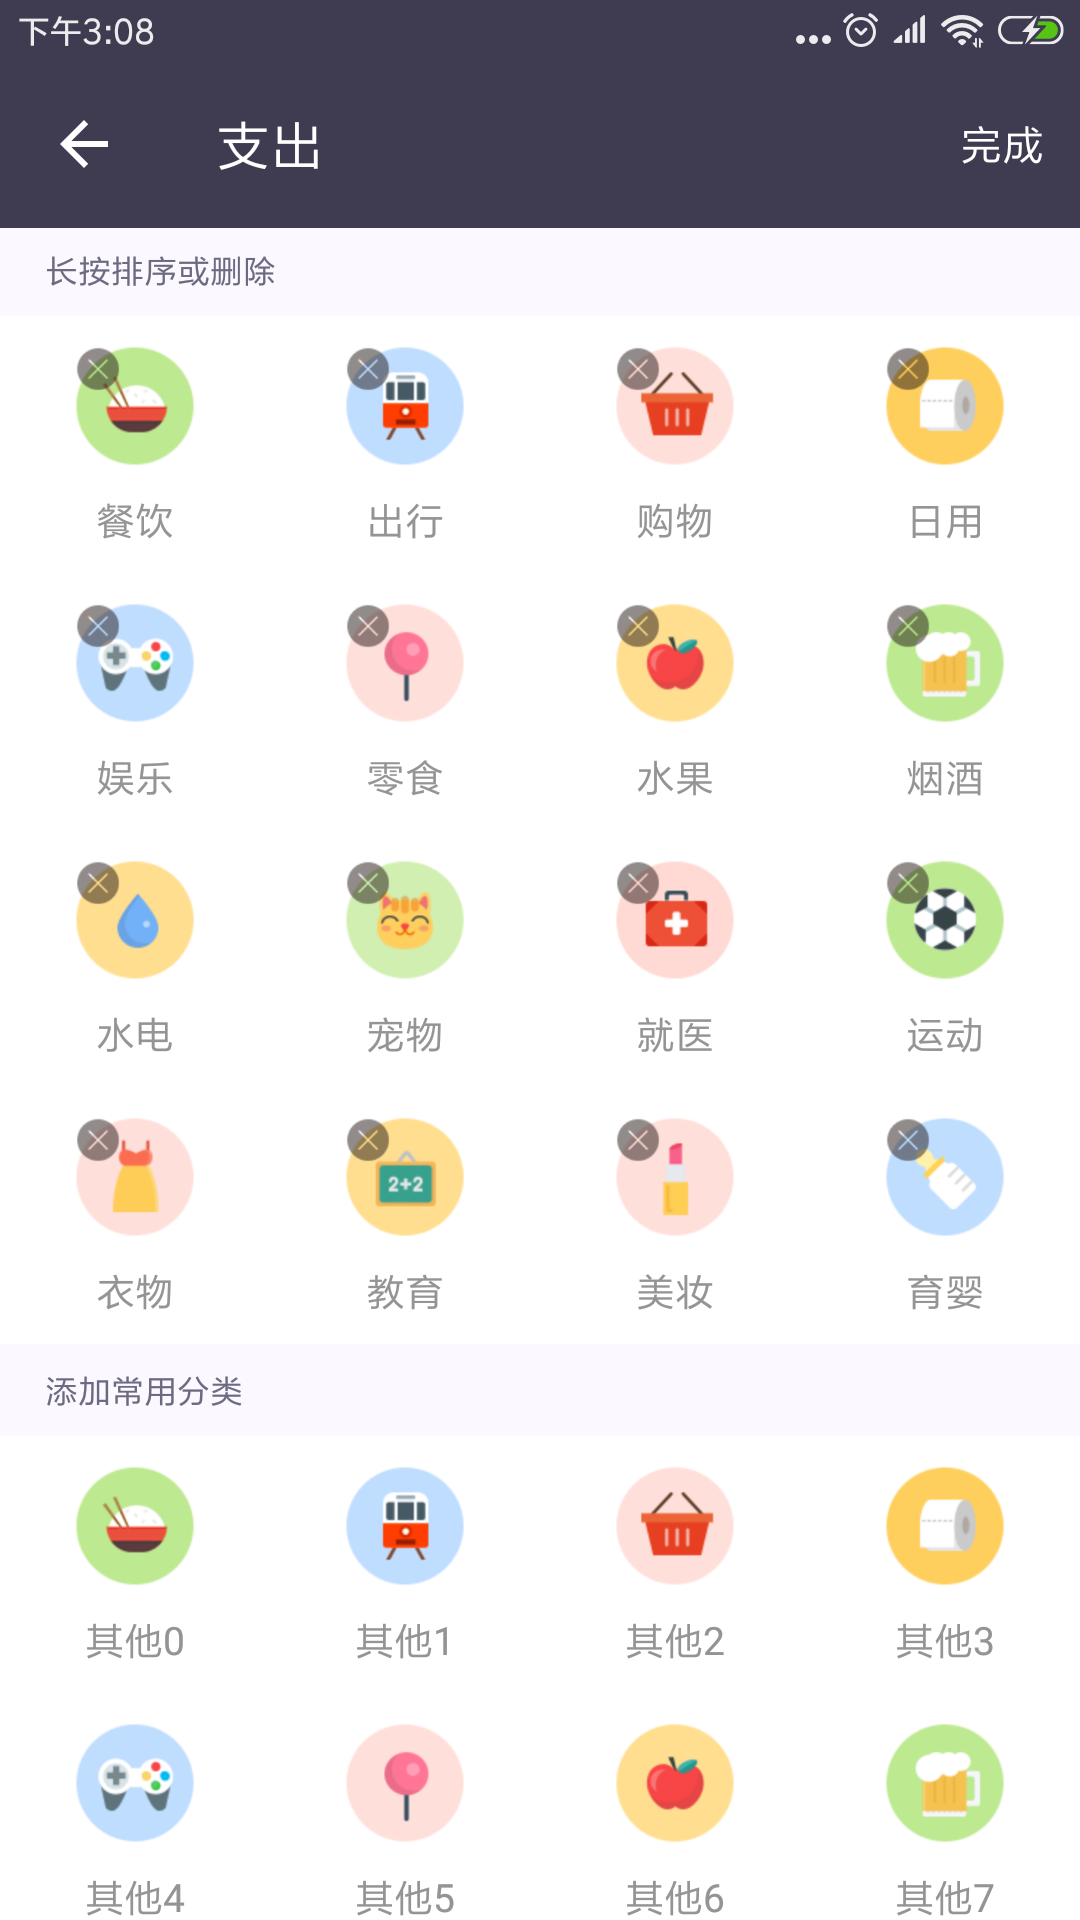 下午3:08
支出
完成
长按排序或删除
餐饮 出行 购物 日用
娱乐 零食 水果 烟酒
水电 宠物 就医 运动
2+2
衣物 教育 美妆 育婴
添加常用分类
其他0 其他1 其他2 其他3
其他4 其他5 其他6 其他7